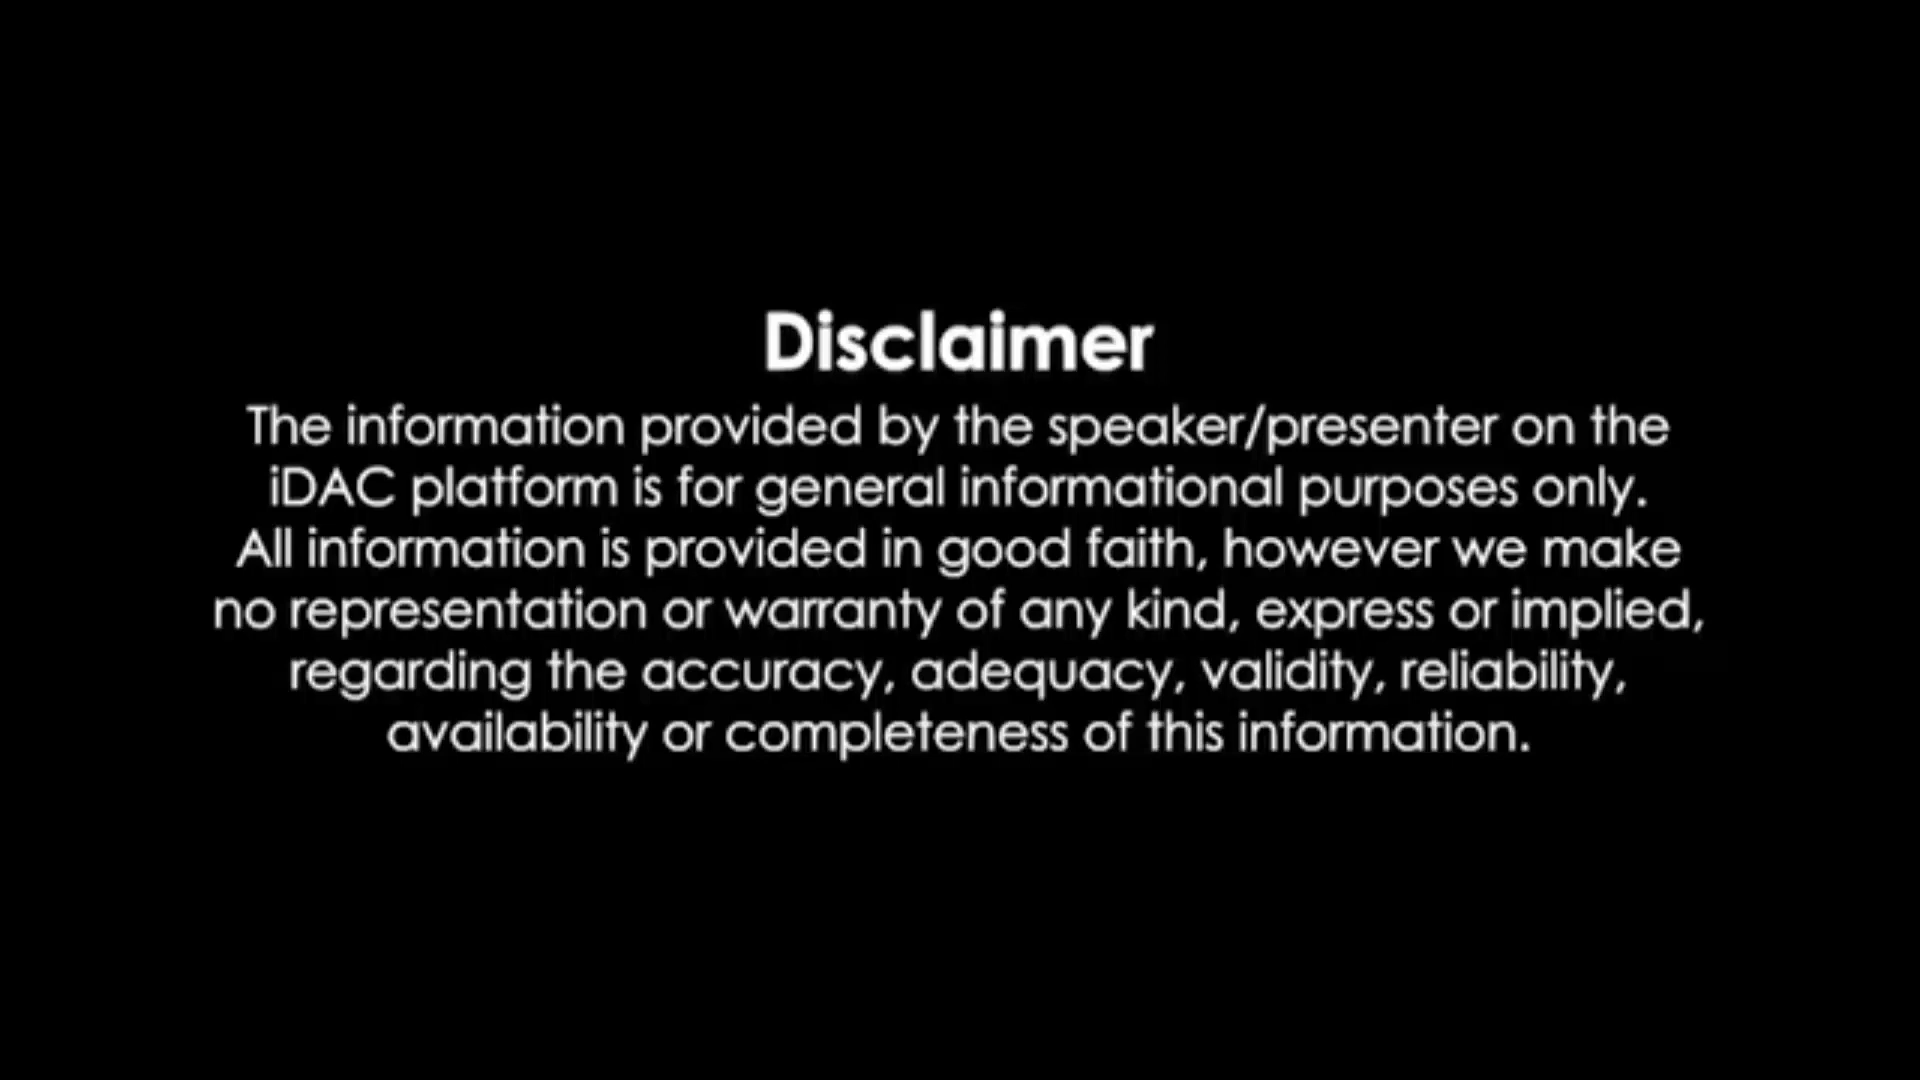 Disclaimer
The information provided by the speaker/presenter on the
iDAC platform is for general informational purposes only.
All information is provided in good faith, however we make
no representation or warranty of any kind, express or implied,
regarding the accuracy, adequacy, validity, reliability,
availability or completeness of this information.